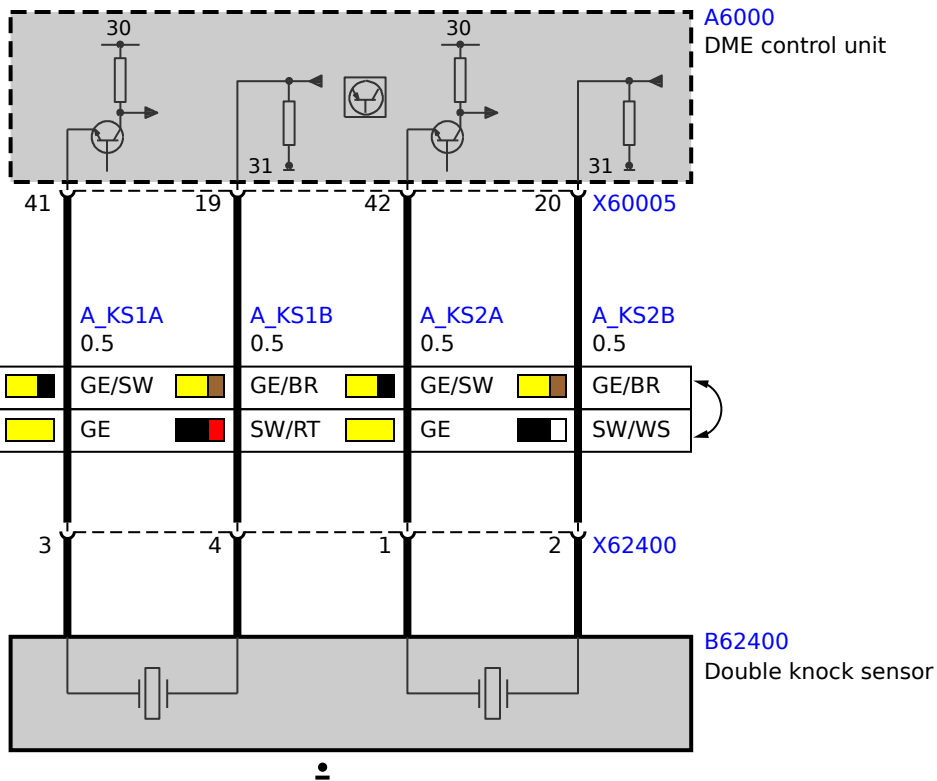 30 30 A6000
DME control unit
31 31
41 19 42 20 X60005
A_KS1A A_KS1B A_KS2A A_KS2B
0.5 0.5 0.5 0.5
GE/SW GE/BR GE/SW GE/BR
GE SW/RT GE SW/WS
3 4 1 2 X62400
B62400
Double knock sensor